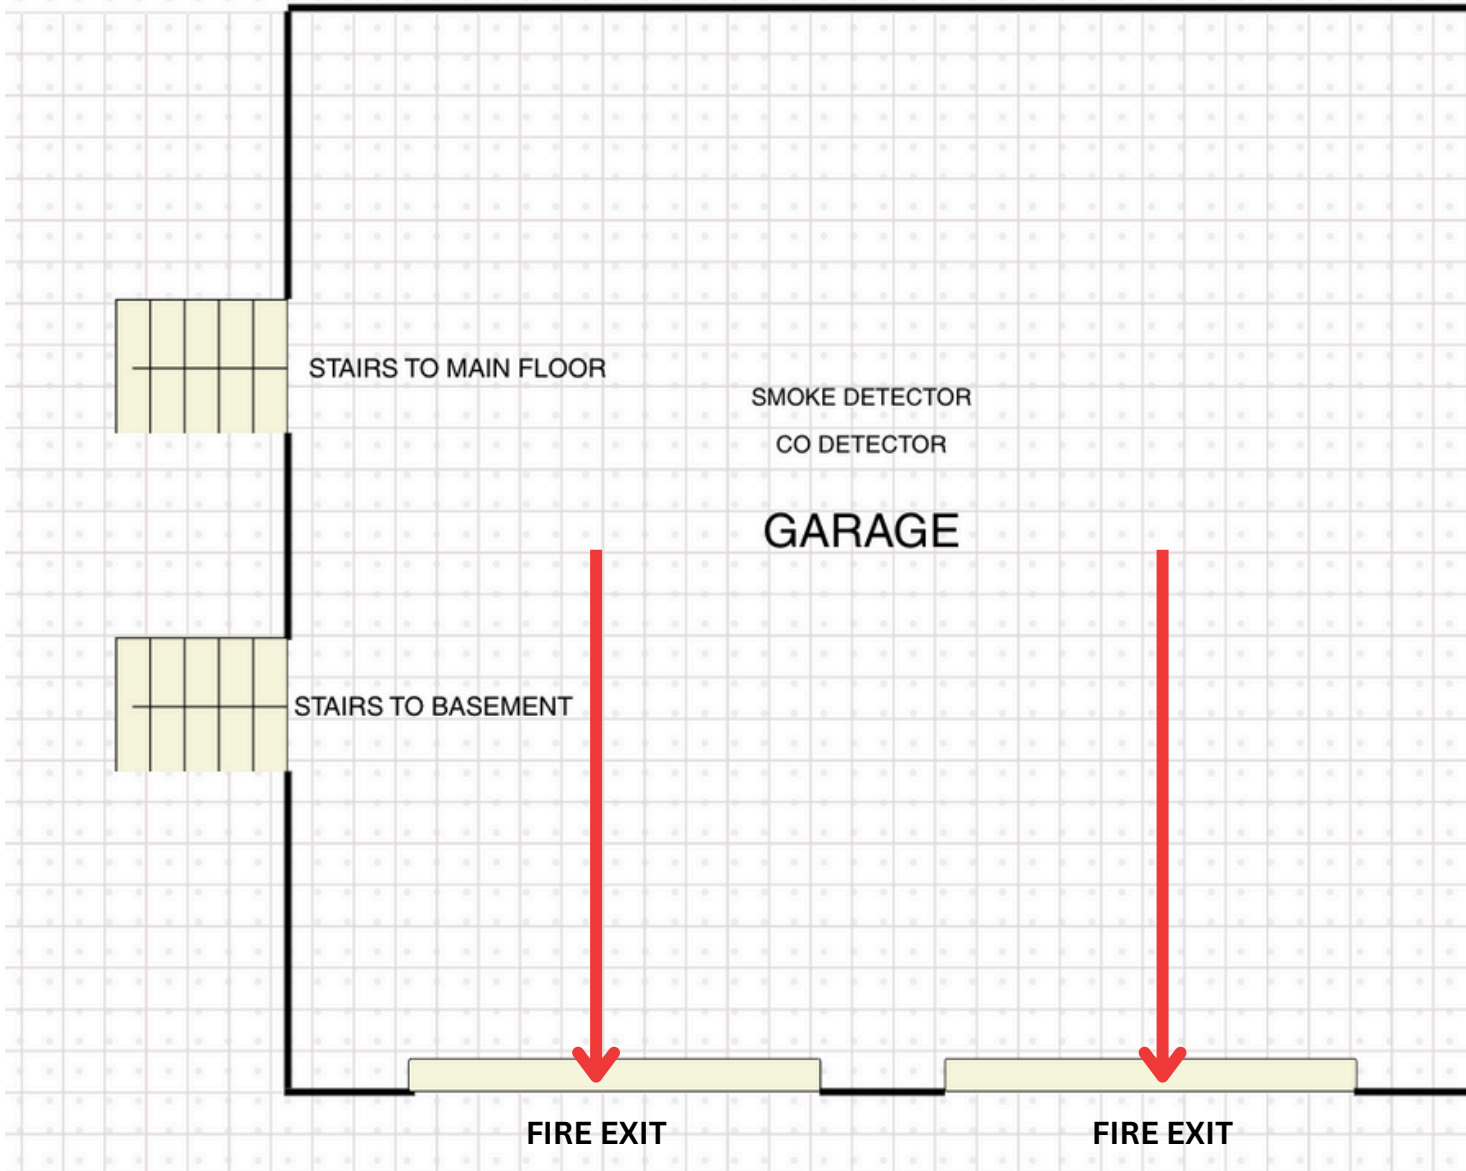 STAIRS TO MAIN FLOOR
SMOKE DETECTOR
CO DETECTOR
GARAGE
STAIRS TO BASEMENT
FIRE EXIT
FIRE EXIT